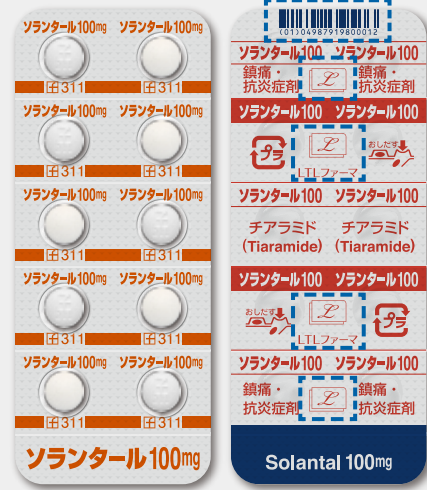 ソランタール100mg ソランタール100mg
311 311
ソランタール100mg ソランタール100mg
311 311
ソランタール100mg ソランタール100mg
311 311
ソランタール100mg ソランタール100mg
311 311
ソランタール100mg ソランタール100mg
311 311
ソランタール100mg
(01)04987919800012
ソランタール100 ソランタール100
鎮痛・ 鎮痛・
抗炎症剤 L 抗炎症剤
ソランタール100 ソランタール100
プラ L おしだす
LTLファーマ
ソランタール100 ソランタール100
チアラミド チアラミド
(Tiaramide) (Tiaramide)
ソランタール100 ソランタール100
おしだす L プラ
LTLファーマ
ソランタール100 ソランタール100
鎮痛・ 鎮痛・
抗炎症剤 L 抗炎症剤
Solantal 100mg